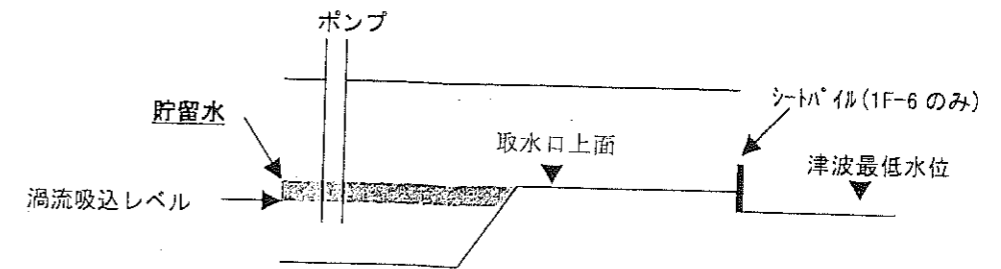 ポンプ
シートパイル(1F-6のみ)
貯留水
取水口上面
津波最低水位
渦流吸込レベル